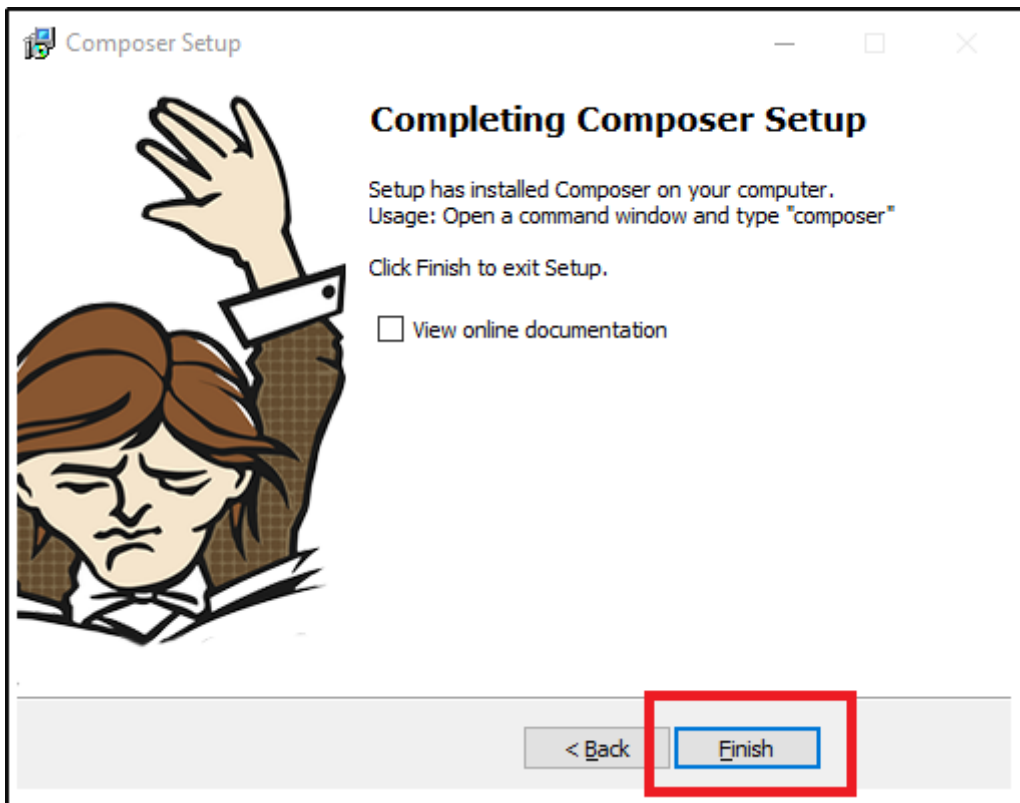 Composer Setup
Completing Composer Setup
Setup has installed Composer on your computer.
Usage: Open a command window and type "composer"
Click Finish to exit Setup.
View online documentation
< Back
Finish